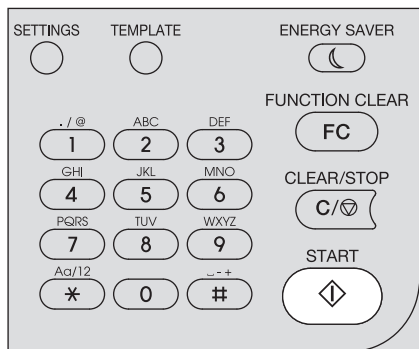 SETTINGS TEMPLATE ENERGY SAVER
FUNCTION CLEAR
. / @ ABC DEF
1 2 3 FC
GHI JKL MNO
4 5 6
CLEAR/STOP
C/
PQRS TUV WXYZ
7 8 9
START
Aa/12 ⎵ - +
* 0 #